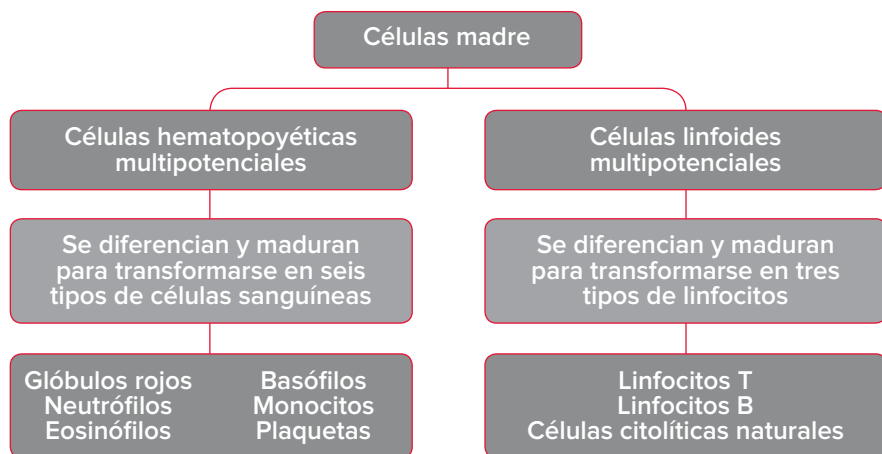 Células madre
Células hematopoyéticas
multipotenciales
Células linfoides
multipotenciales
Se diferencian y maduran
para transformarse en seis
tipos de células sanguíneas
Se diferencian y maduran
para transformarse en tres
tipos de linfocitos
Glóbulos rojos
Neutrófilos
Eosinófilos
Basófilos
Monocitos
Plaquetas
Linfocitos T
Linfocitos B
Células citolíticas naturales